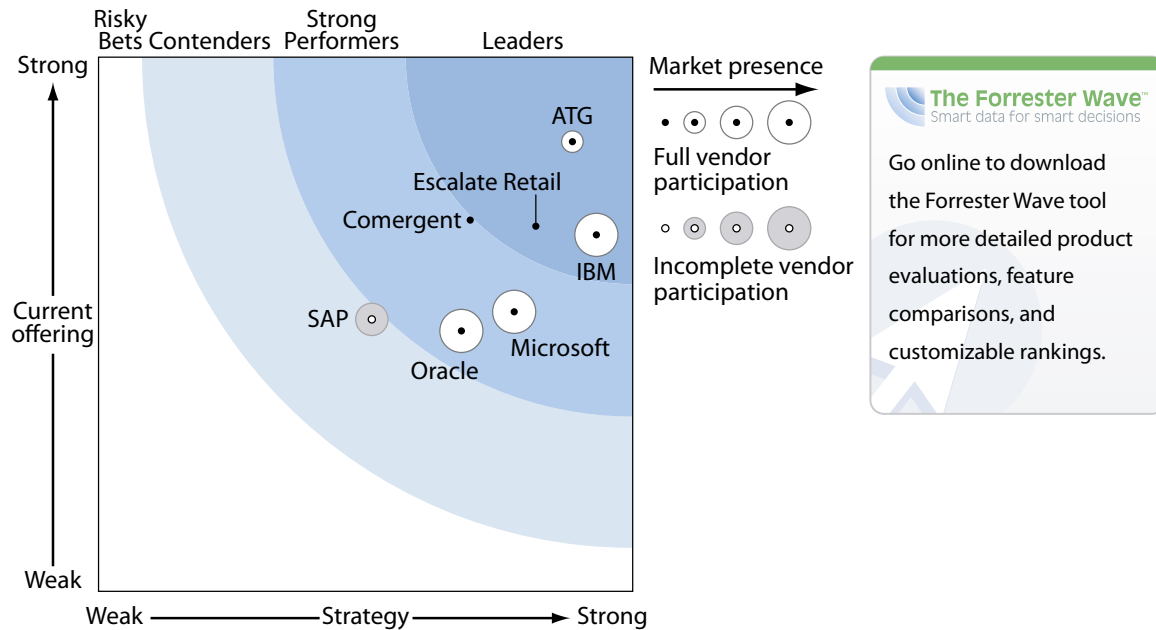 Risky
Bets
Contenders
Strong
Performers
Leaders
Strong
Current
offering
Weak
ATG
Escalate Retail
Comergent
IBM
SAP
Microsoft
Oracle
Weak
Strategy
Strong
Market presence
Full vendor
participation
Incomplete vendor
participation
The Forrester Wave™
Smart data for smart decisions
Go online to download
the Forrester Wave tool
for more detailed product
evaluations, feature
comparisons, and
customizable rankings.